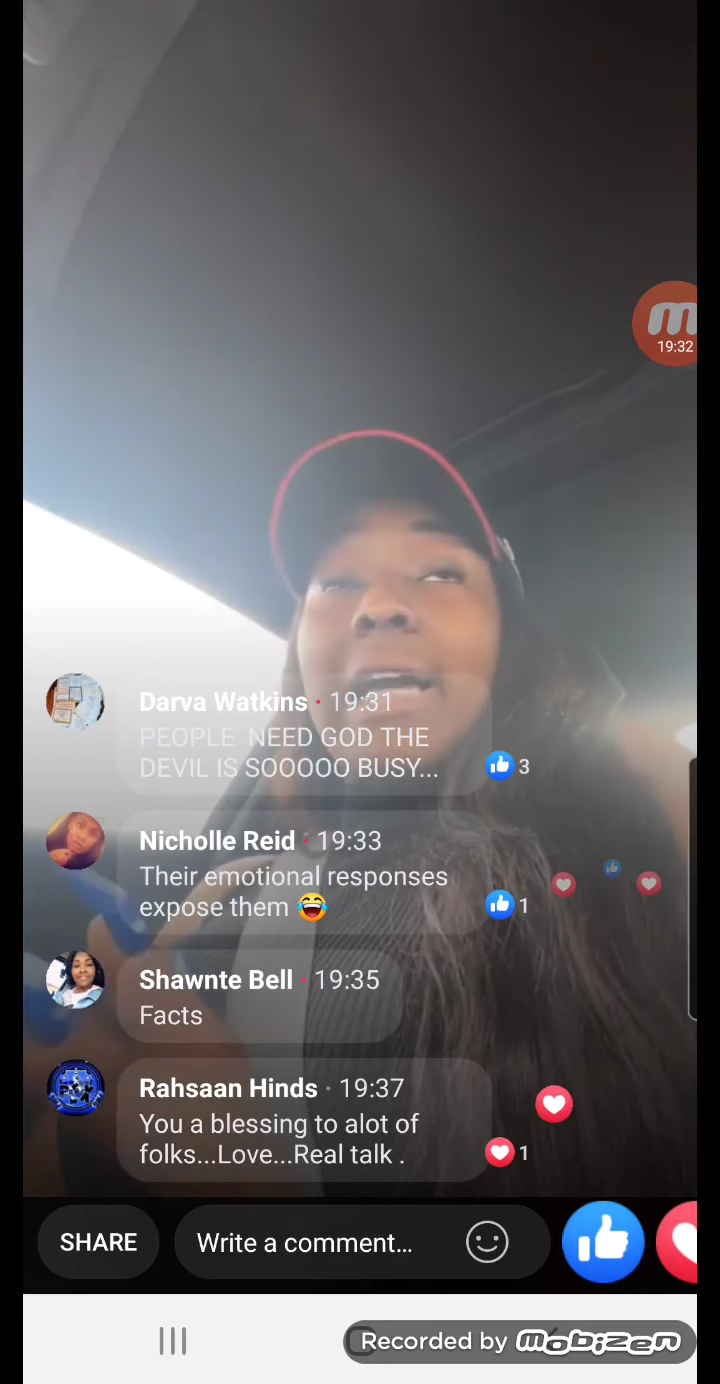 m
19:32
Darva Watkins · 19:31
PEOPLE NEED GOD THE
DEVIL IS SOOOOO BUSY...
3
Nicholle Reid · 19:33
Their emotional responses
expose them 😂
1
Shawnte Bell · 19:35
Facts
Rahsaan Hinds · 19:37
You a blessing to alot of
folks...Love...Real talk .
1
SHARE
Write a comment...
Recorded by mobizen